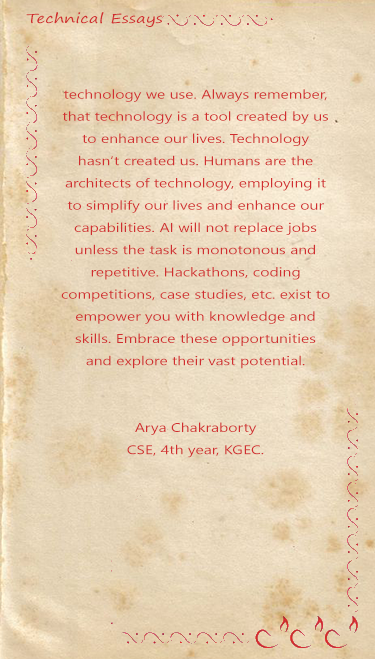 Technical Essays
technology we use. Always remember,
that technology is a tool created by us .
to enhance our lives. Technology
hasn't created us. Humans are the
architects of technology, employing it
to simplify our lives and enhance our
capabilities. AI will not replace jobs
unless the task is monotonous and
repetitive. Hackathons, coding
competitions, case studies, etc. exist to
empower you with knowledge and
skills. Embrace these opportunities
and explore their vast potential.
Arya Chakraborty
CSE, 4th year, KGEC.